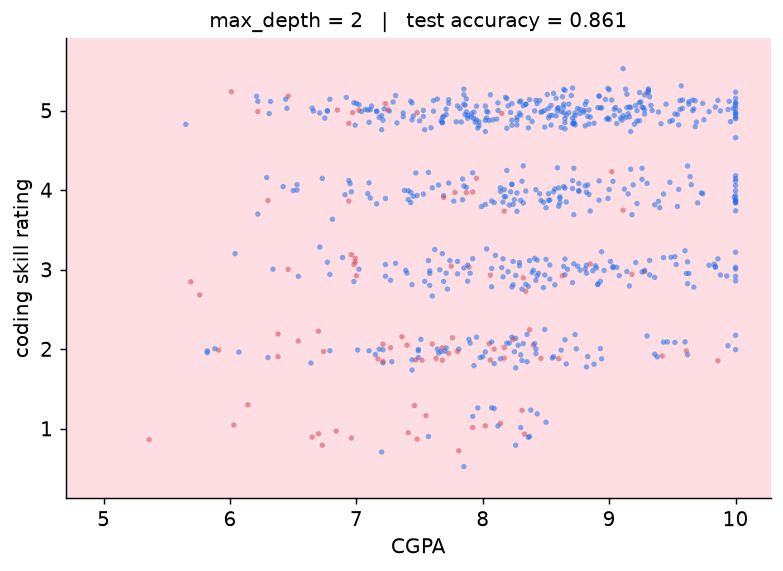 max_depth = 2 | test accuracy = 0.861
coding skill rating
5
4
3
2
1
5 6 7 8 9 10
CGPA